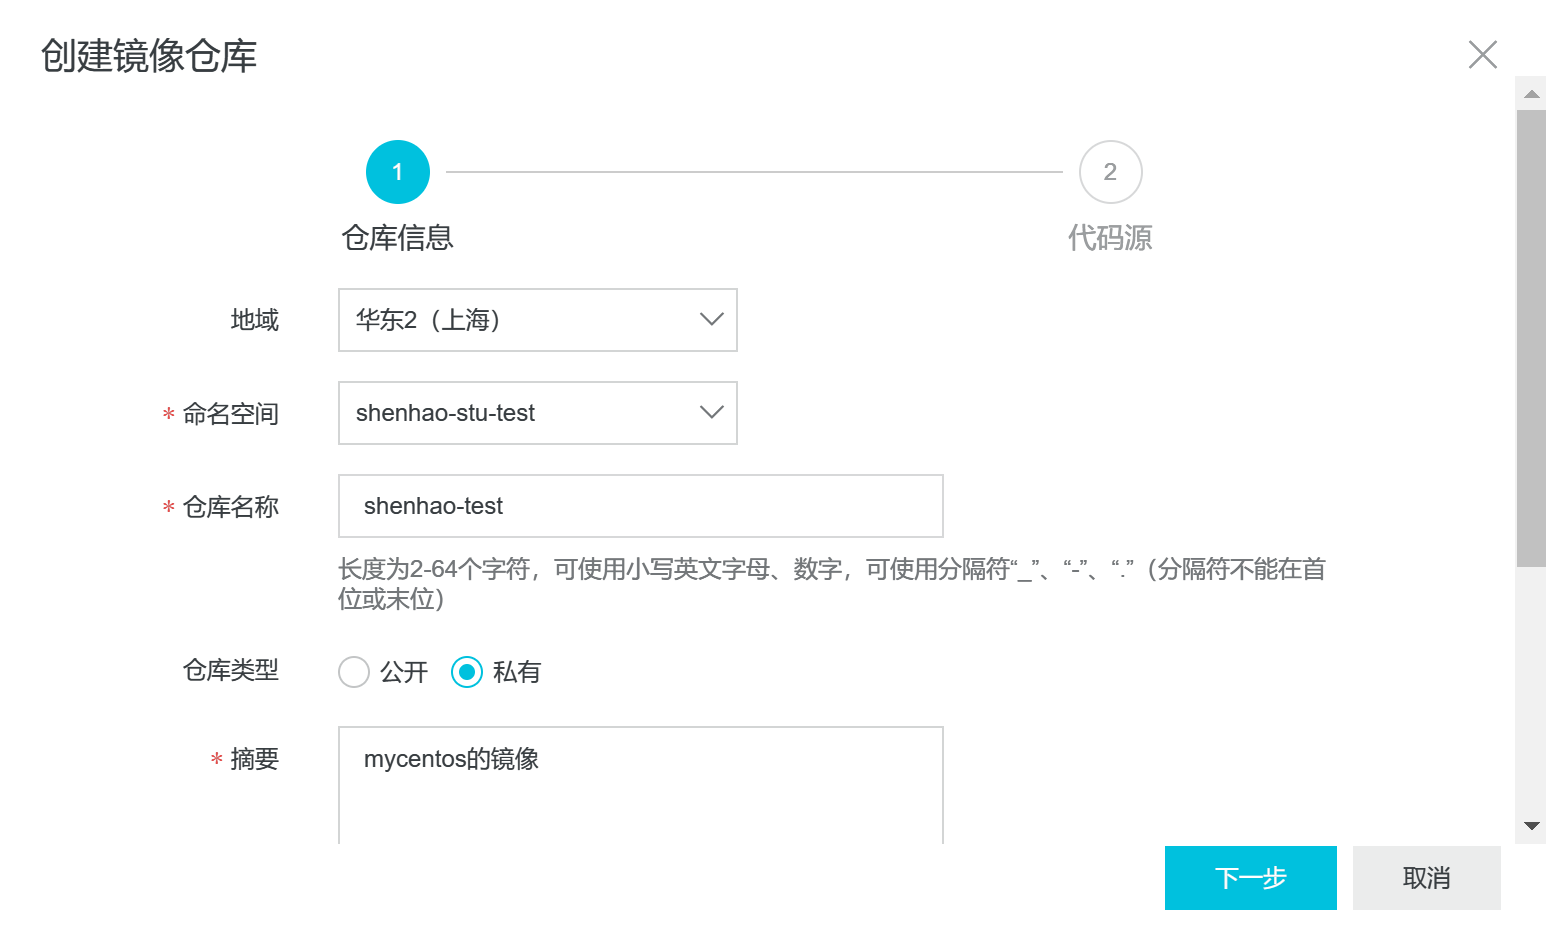 创建镜像仓库
1
2
仓库信息
代码源
地域
华东2（上海）
* 命名空间
shenhao-stu-test
* 仓库名称
shenhao-test
长度为2-64个字符，可使用小写英文字母、数字，可使用分隔符“_”、“-”、“.”（分隔符不能在首
位或末位）
仓库类型
公开
私有
* 摘要
mycentos的镜像
下一步
取消